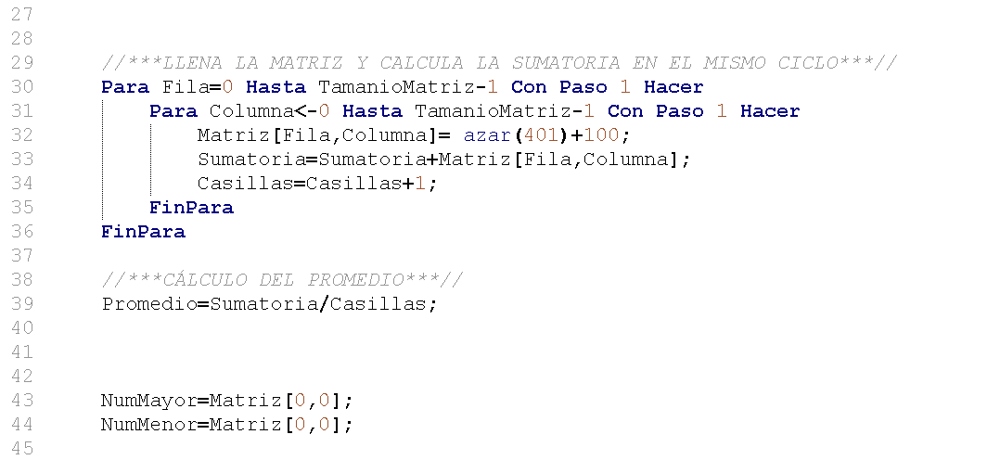 27
28
29 //***LLENA LA MATRIZ Y CALCULA LA SUMATORIA EN EL MISMO CICLO***//
30 Para Fila=0 Hasta TamanioMatriz-1 Con Paso 1 Hacer
31 Para Columna<-0 Hasta TamanioMatriz-1 Con Paso 1 Hacer
32 Matriz[Fila,Columna]= azar(401)+100;
33 Sumatoria=Sumatoria+Matriz[Fila,Columna];
34 Casillas=Casillas+1;
35 FinPara
36 FinPara
37
38 //***CÁLCULO DEL PROMEDIO***//
39 Promedio=Sumatoria/Casillas;
40
41
42
43 NumMayor=Matriz[0,0];
44 NumMenor=Matriz[0,0];
45